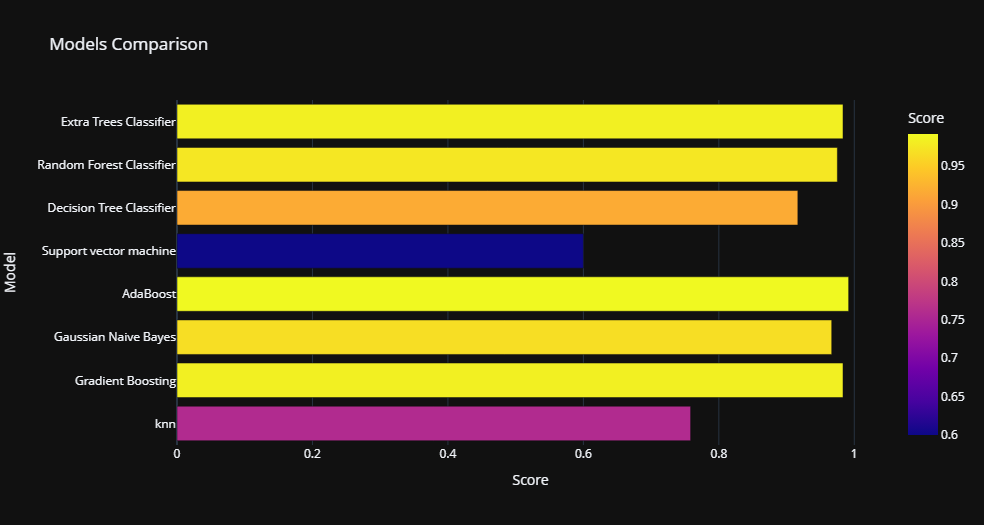 Models Comparison
Extra Trees Classifier
Random Forest Classifier
Decision Tree Classifier
Support vector machine
AdaBoost
Gaussian Naive Bayes
Gradient Boosting
knn
Model
0 0.2 0.4 0.6 0.8 1
Score
Score
0.95
0.9
0.85
0.8
0.75
0.7
0.65
0.6